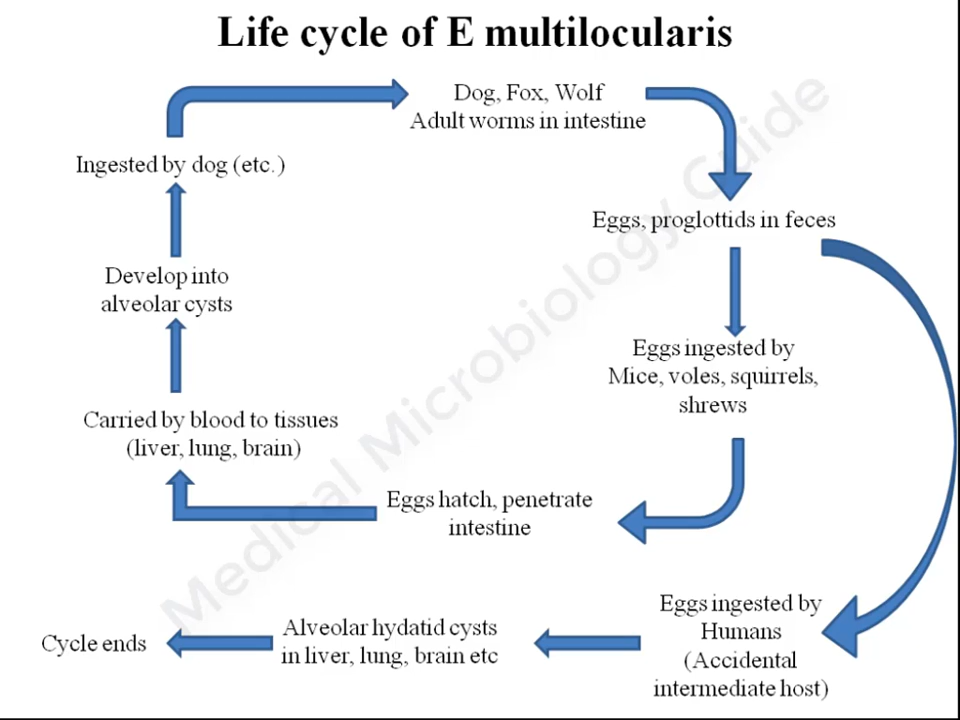 Life cycle of E multilocularis
Dog, Fox, Wolf
Adult worms in intestine
Eggs, proglottids in feces
Eggs ingested by
Mice, voles, squirrels,
shrews
Eggs hatch, penetrate
intestine
Carried by blood to tissues
(liver, lung, brain)
Develop into
alveolar cysts
Ingested by dog (etc.)
Eggs ingested by
Humans
(Accidental
intermediate host)
Alveolar hydatid cysts
in liver, lung, brain etc
Cycle ends
Medical Microbiology Guide